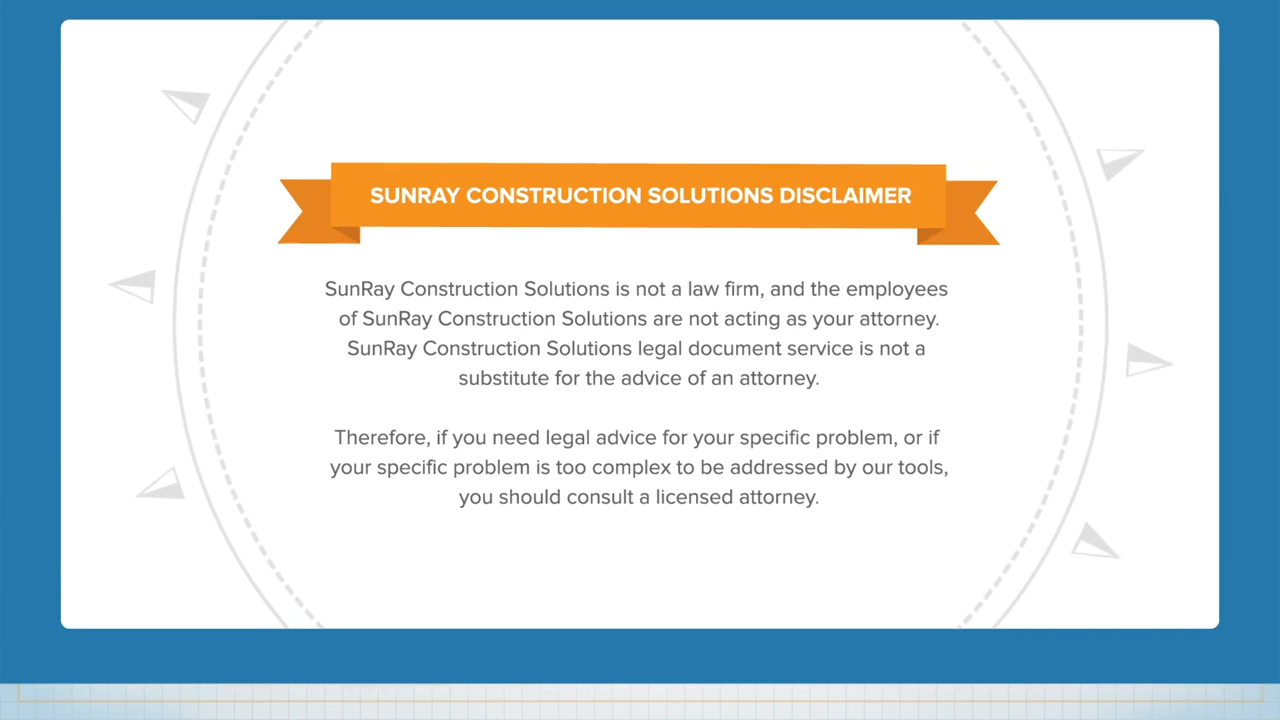 SUNRAY CONSTRUCTION SOLUTIONS DISCLAIMER
SunRay Construction Solutions is not a law firm, and the employees
of SunRay Construction Solutions are not acting as your attorney.
SunRay Construction Solutions legal document service is not a
substitute for the advice of an attorney.
Therefore, if you need legal advice for your specific problem, or if
your specific problem is too complex to be addressed by our tools,
you should consult a licensed attorney.